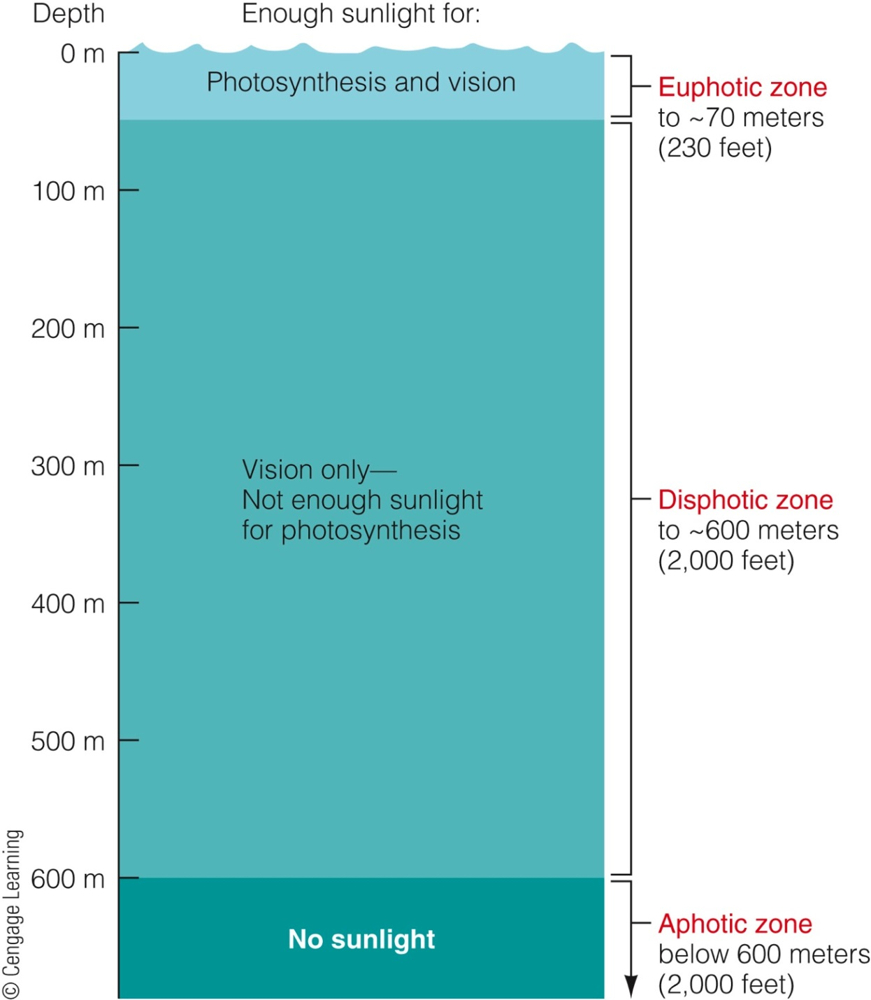 Depth
Enough sunlight for:
0 m
Photosynthesis and vision
Euphotic zone
to ~70 meters
(230 feet)
100 m
200 m
300 m
Vision only—
Not enough sunlight
for photosynthesis
Disphotic zone
to ~600 meters
(2,000 feet)
400 m
500 m
600 m
No sunlight
Aphotic zone
below 600 meters
(2,000 feet)
© Cengage Learning